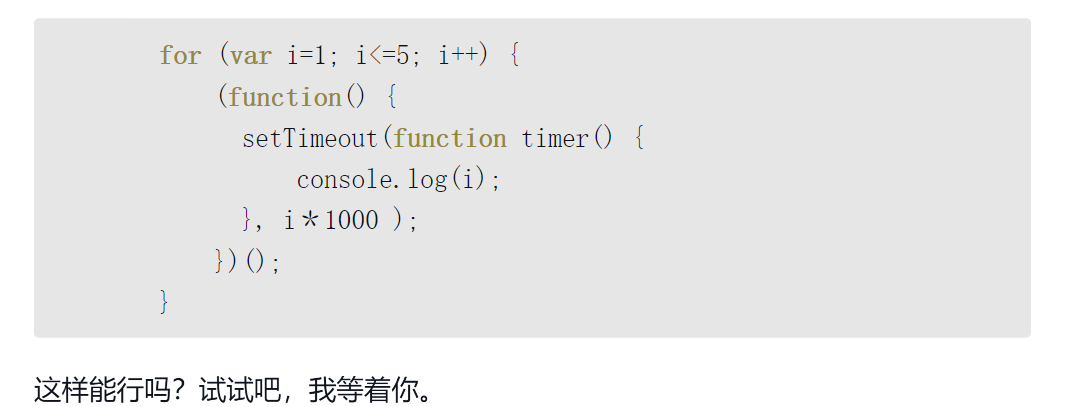 for (var i=1; i<=5; i++) {
(function() {
setTimeout(function timer() {
console.log(i);
}, i＊1000 );
})();
}
这样能行吗？试试吧，我等着你。